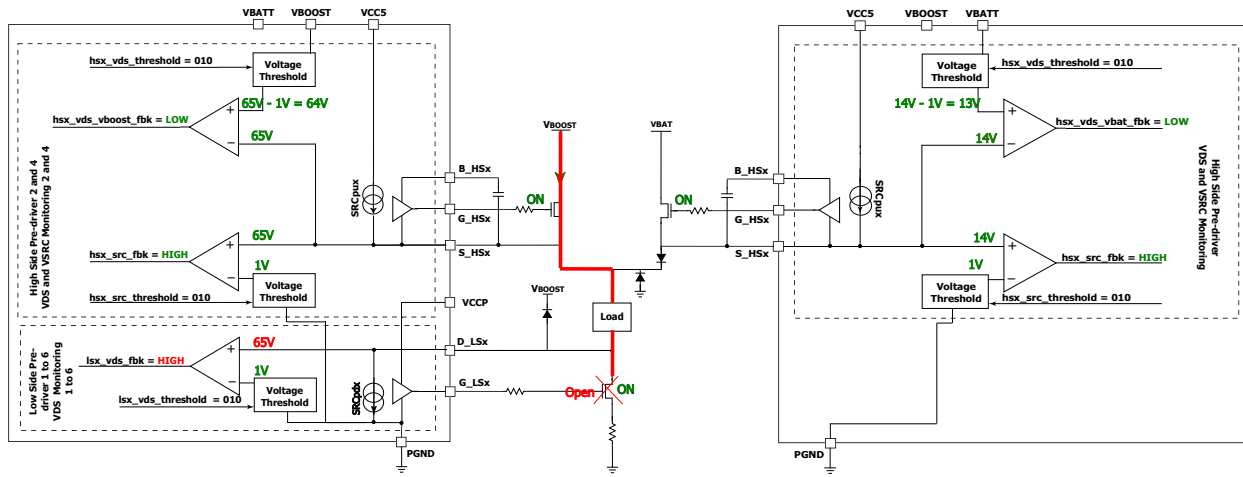 VBATT
VBOOST
VCC5
hsx_vds_threshold = 010
Voltage
Threshold
65V - 1V = 64V
+
hsx_vds_vboost_fbk = LOW
65V
−
High Side Pre-driver 2 and 4
VDS and VSRC Monitoring 2 and 4
SRCpux
B_HSx
G_HSx
S_HSx
65V
+
hsx_src_fbk = HIGH
1V
−
hsx_src_threshold = 010
Voltage
Threshold
VCCP
Low Side Pre-
driver 1 to 6
VDS Monitoring
1 to 6
65V
+
lsx_vds_fbk = HIGH
1V
−
lsx_vds_threshold = 010
Voltage
Threshold
SRCpdx
D_LSx
G_LSx
PGND
VBOOST
ON
VBAT
ON
VBOOST
Load
Open
ON
VCC5
VBOOST
VBATT
Voltage
Threshold
hsx_vds_threshold = 010
14V - 1V = 13V
+
hsx_vds_vbat_fbk = LOW
14V
−
B_HSx
G_HSx
S_HSx
SRCpux
High Side Pre-driver
VDS and VSRC Monitoring
14V
+
1V
hsx_src_fbk = HIGH
−
Voltage
Threshold
hsx_src_threshold = 010
PGND